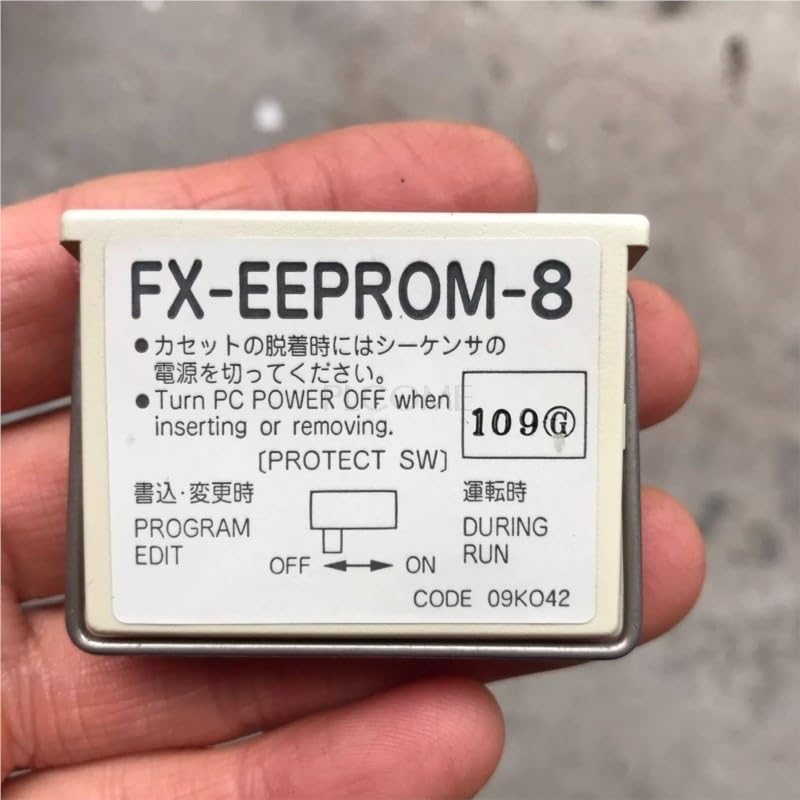 FX-EEPROM-8
●カセットの脱着時にはシーケンサの
電源を切ってください。
●Turn PC POWER OFF when
inserting or removing.
109Ⓖ
[PROTECT SW]
書込・変更時
運転時
PROGRAM
EDIT
DURING
RUN
OFF ↔ ON
CODE 09K042